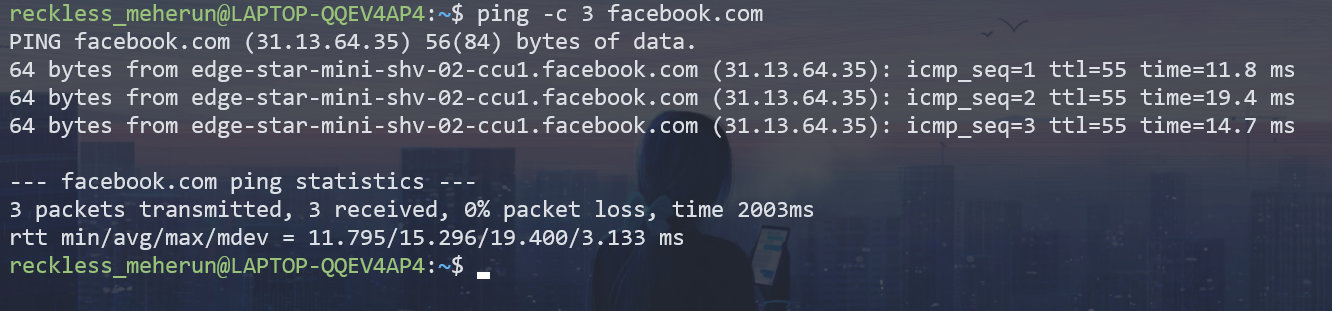 reckless_meherun@LAPTOP-QQEV4AP4:~$ ping -c 3 facebook.com
PING facebook.com (31.13.64.35) 56(84) bytes of data.
64 bytes from edge-star-mini-shv-02-ccu1.facebook.com (31.13.64.35): icmp_seq=1 ttl=55 time=11.8 ms
64 bytes from edge-star-mini-shv-02-ccu1.facebook.com (31.13.64.35): icmp_seq=2 ttl=55 time=19.4 ms
64 bytes from edge-star-mini-shv-02-ccu1.facebook.com (31.13.64.35): icmp_seq=3 ttl=55 time=14.7 ms
--- facebook.com ping statistics ---
3 packets transmitted, 3 received, 0% packet loss, time 2003ms
rtt min/avg/max/mdev = 11.795/15.296/19.400/3.133 ms
reckless_meherun@LAPTOP-QQEV4AP4:~$